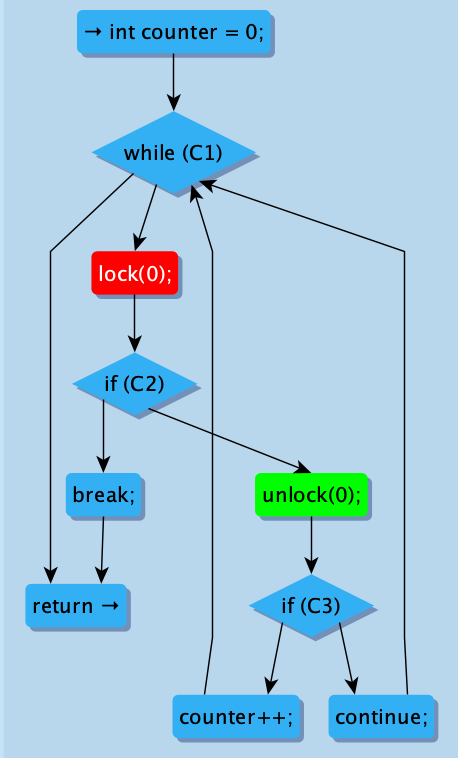 → int counter = 0;
while (C1)
lock(0);
if (C2)
break;
unlock(0);
return →
if (C3)
counter++;
continue;